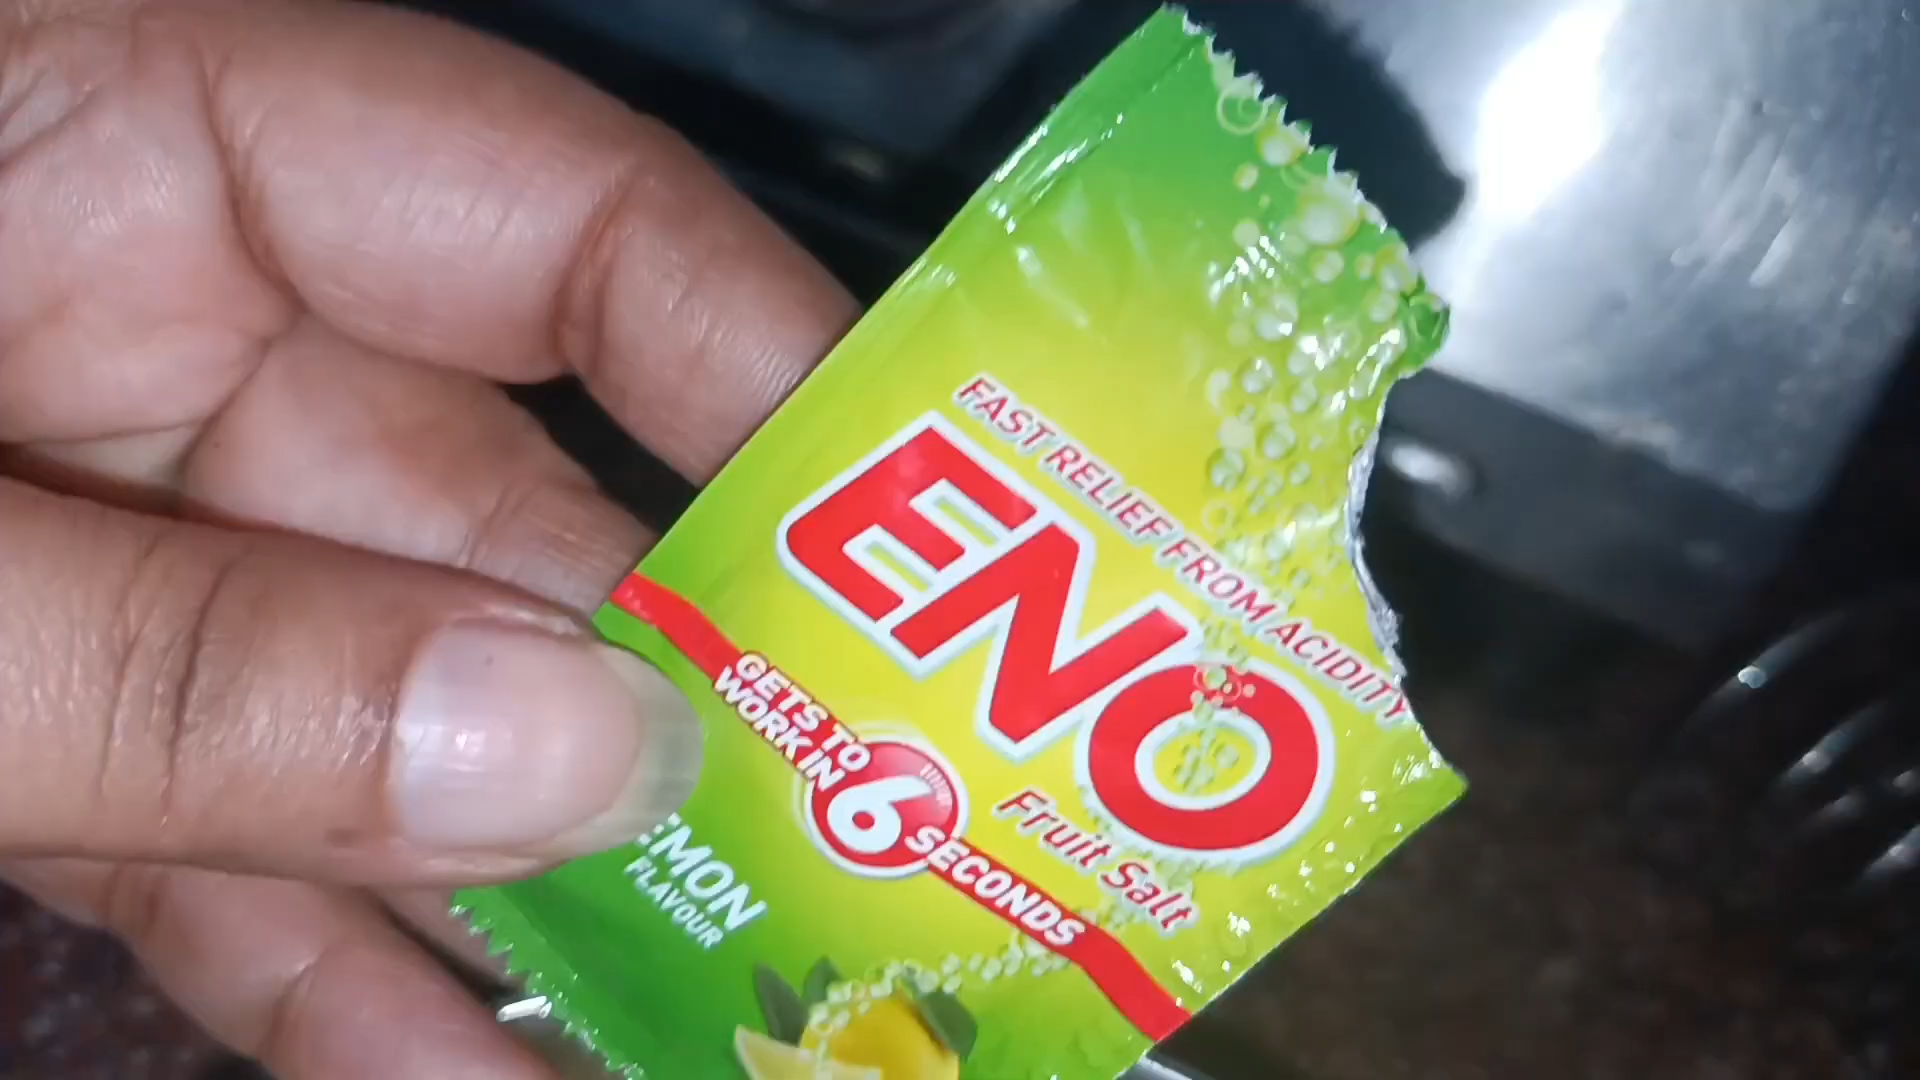 FAST RELIEF FROM ACIDITY
ENO
Fruit Salt
GETS TO
WORK IN
6
SECONDS
EMON
FLAVOUR